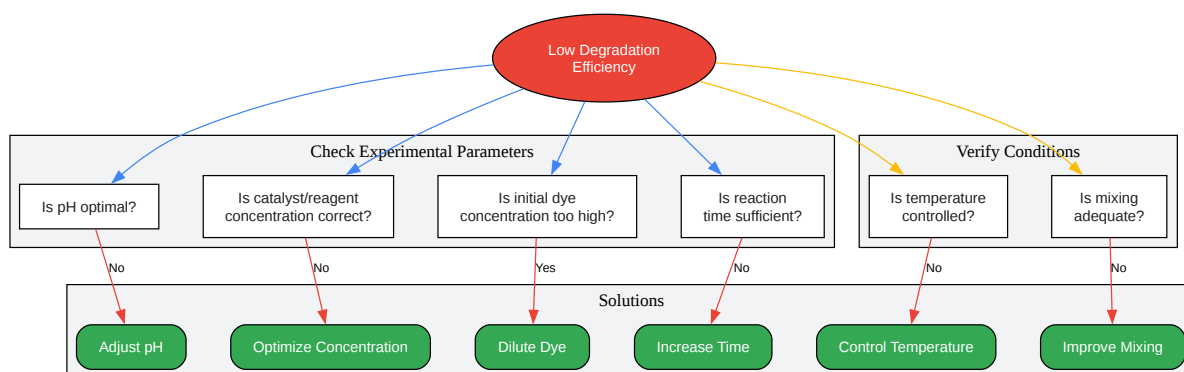 Low Degradation
Efficiency
Check Experimental Parameters
Verify Conditions
Is pH optimal?
Is catalyst/reagent
concentration correct?
Is initial dye
concentration too high?
Is reaction
time sufficient?
Is temperature
controlled?
Is mixing
adequate?
No
No
Yes
No
No
No
Solutions
Adjust pH
Optimize Concentration
Dilute Dye
Increase Time
Control Temperature
Improve Mixing